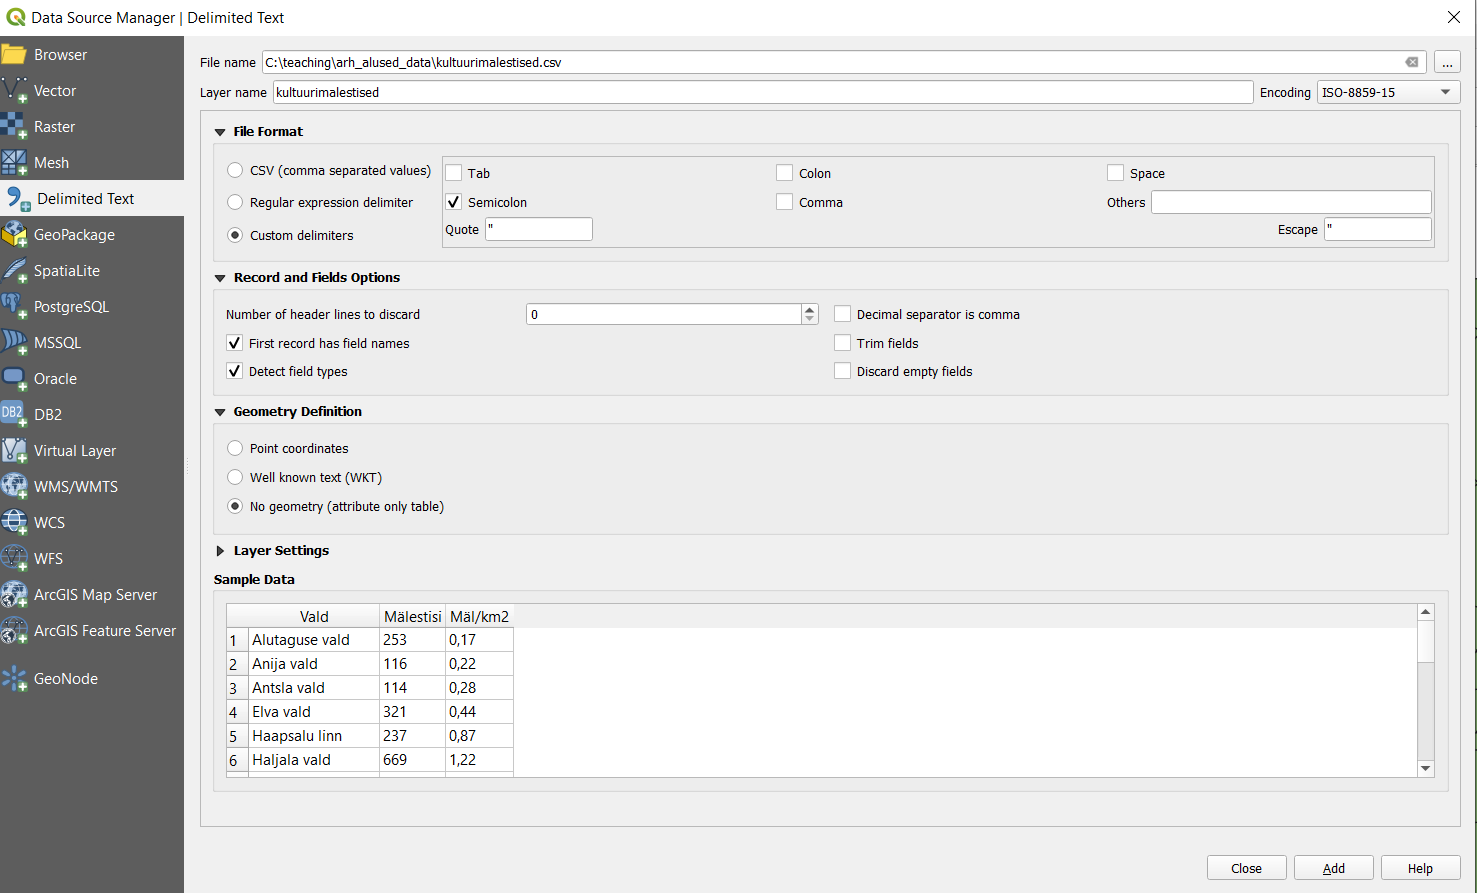 Data Source Manager | Delimited Text
Browser
Vector
Raster
Mesh
Delimited Text
GeoPackage
SpatiaLite
PostgreSQL
MSSQL
Oracle
DB2
DB2
Virtual Layer
WMS/WMTS
WCS
WFS
ArcGIS Map Server
ArcGIS Feature Server
GeoNode
File name C:\teaching\arh_alused_data\kultuurimalestised.csv ...
Layer name kultuurimalestised Encoding ISO-8859-15
File Format
CSV (comma separated values) Tab Colon Space
Regular expression delimiter Semicolon Comma Others
Custom delimiters Quote " Escape "
Record and Fields Options
Number of header lines to discard 0 Decimal separator is comma
First record has field names Trim fields
Detect field types Discard empty fields
Geometry Definition
Point coordinates
Well known text (WKT)
No geometry (attribute only table)
Layer Settings
Sample Data
Vald Mälestisi Mäl/km2
1 Alutaguse vald 253 0,17
2 Anija vald 116 0,22
3 Antsla vald 114 0,28
4 Elva vald 321 0,44
5 Haapsalu linn 237 0,87
6 Haljala vald 669 1,22
Close Add Help